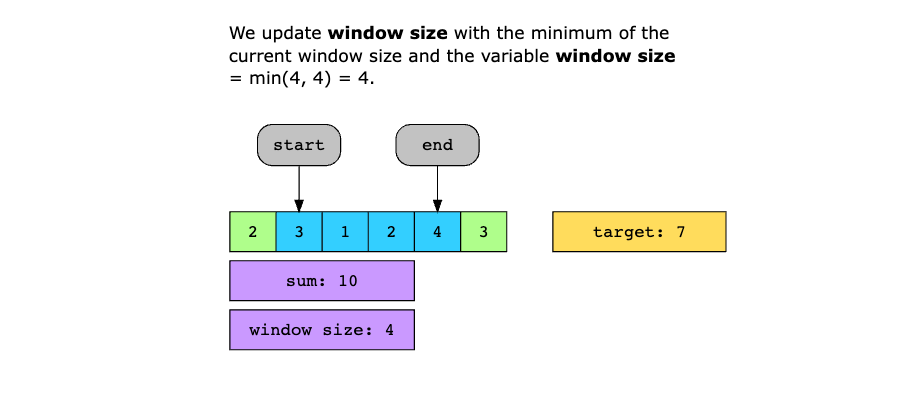 We update window size with the minimum of the
current window size and the variable window size
= min(4, 4) = 4.
start end
2 3 1 2 4 3 target: 7
sum: 10
window size: 4